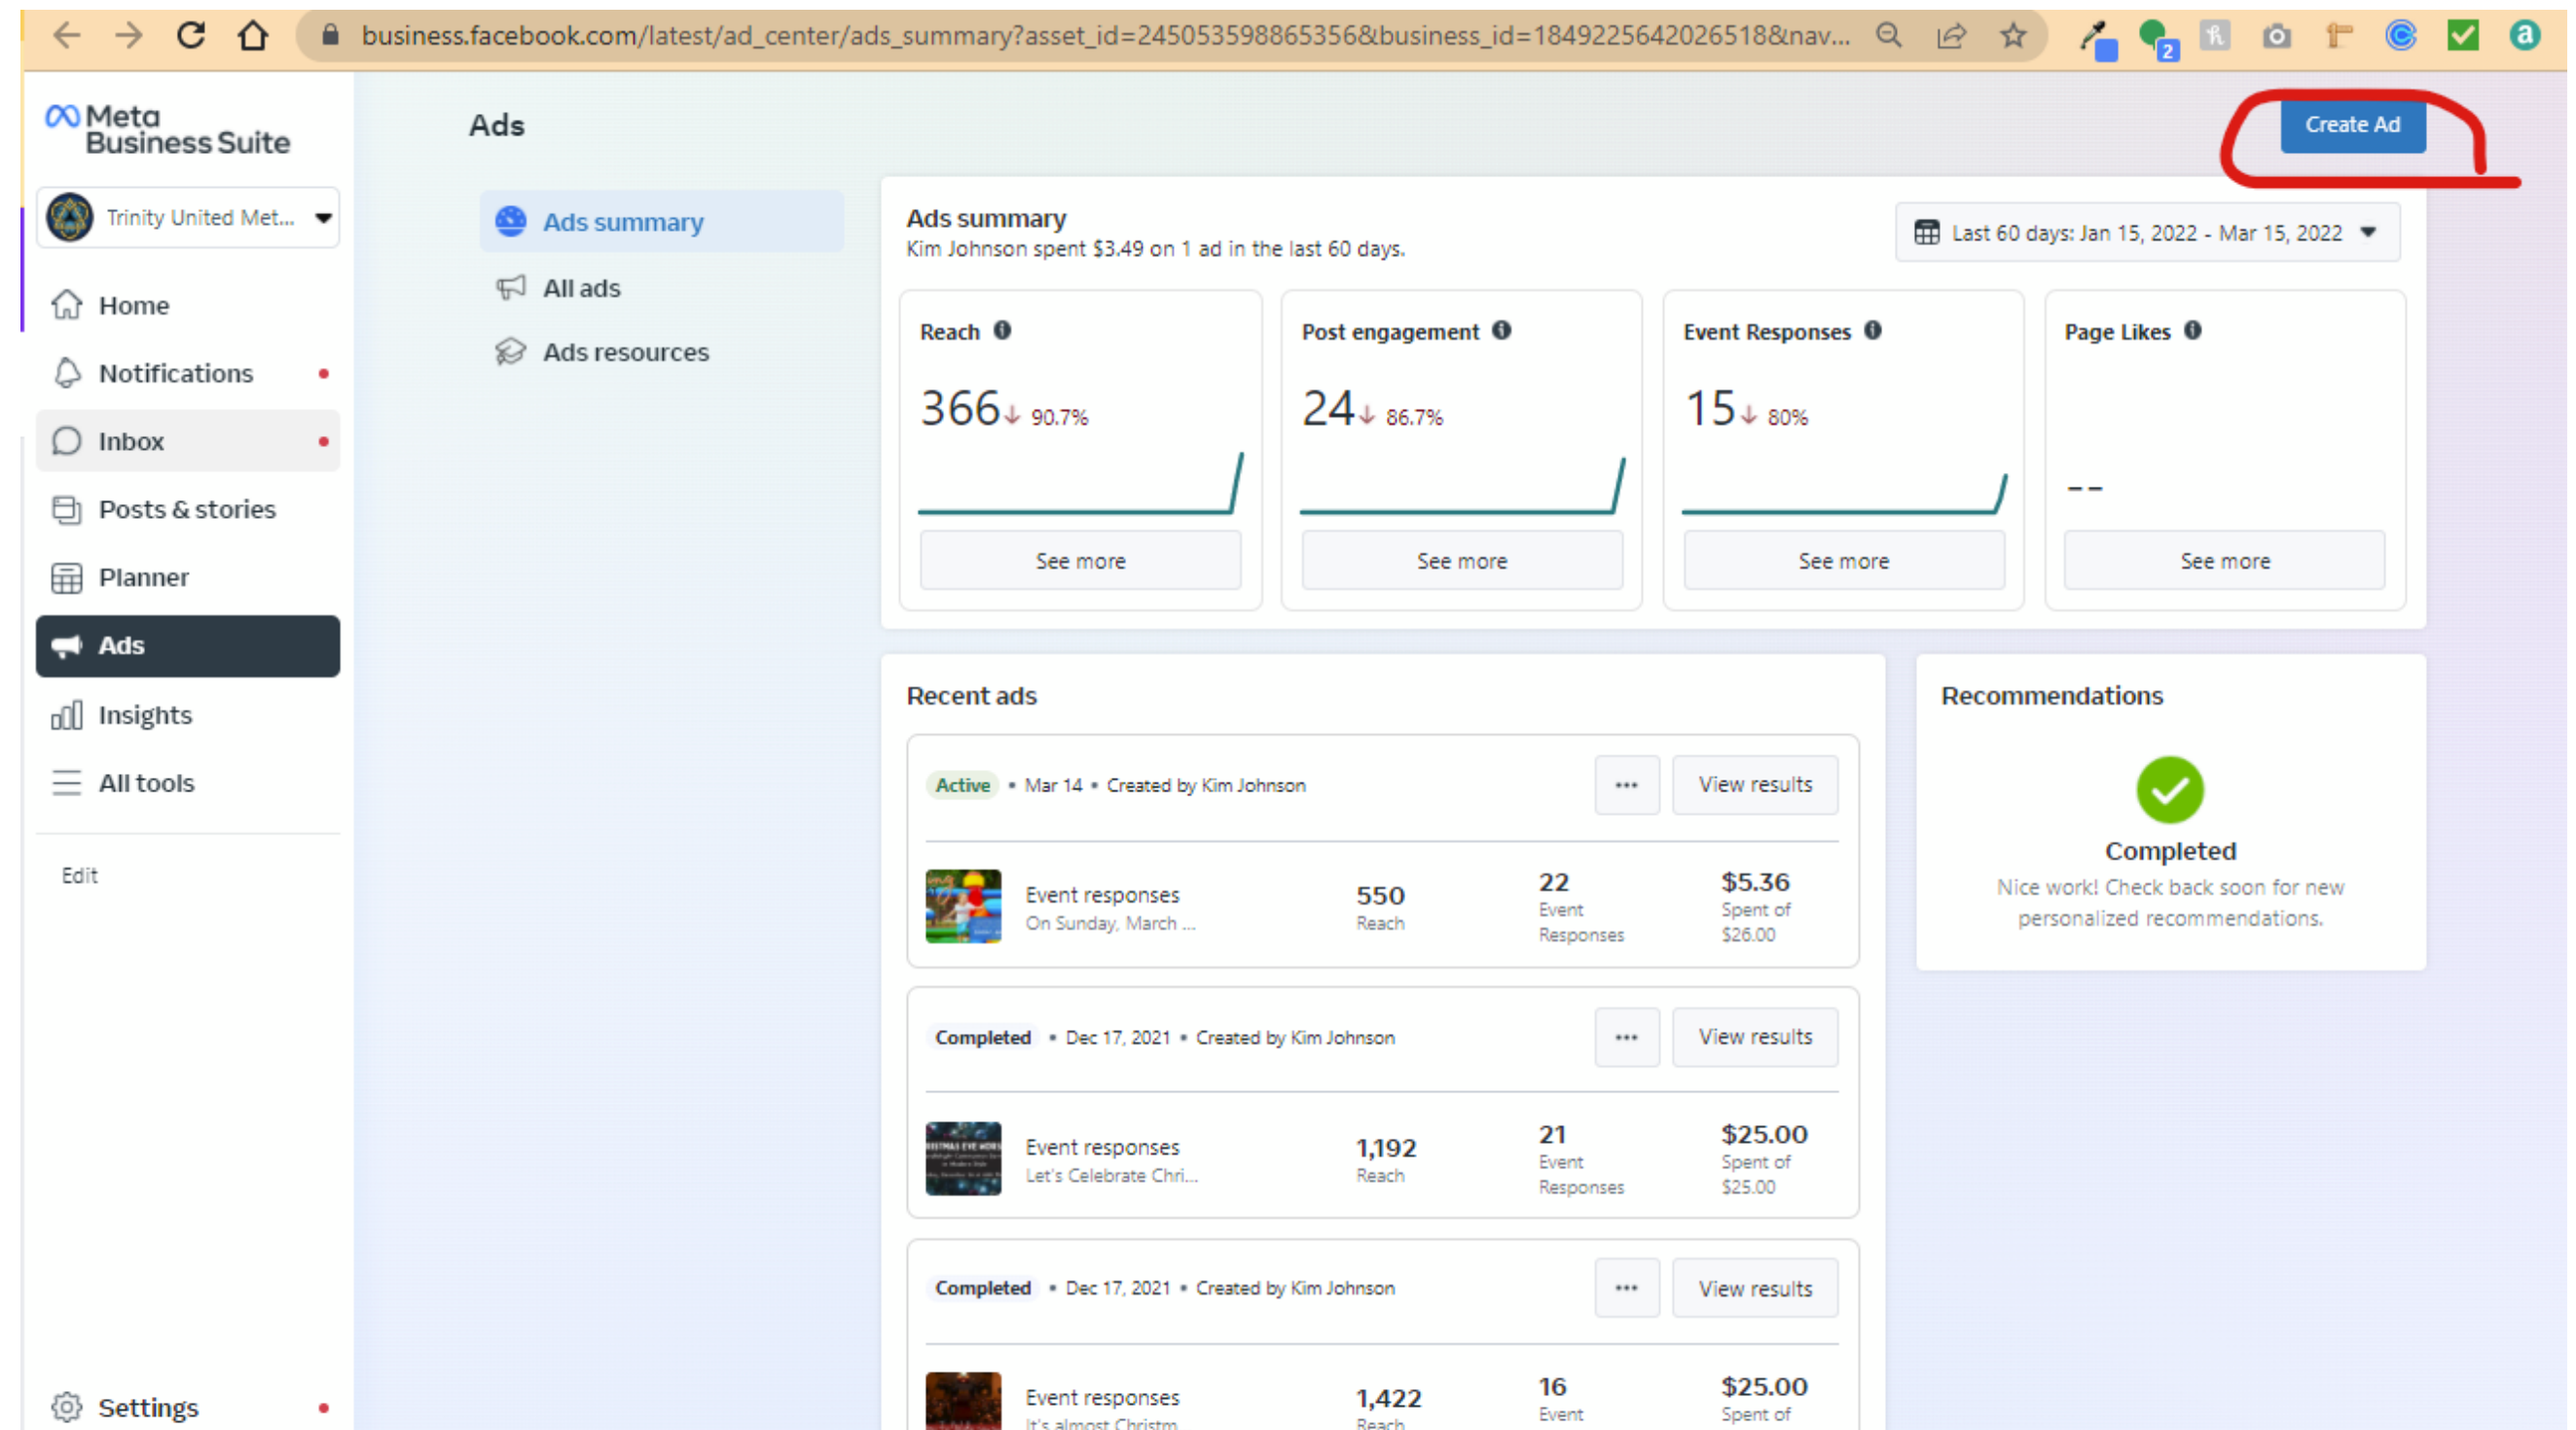 business.facebook.com/latest/ad_center/ads_summary?asset_id=245053598865356&business_id=1849225642026518&nav...
2
a
Meta
Business Suite
Trinity United Met...
Home
Notifications
Inbox
Posts & stories
Planner
Ads
Insights
All tools
Edit
Settings
Ads
Create Ad
Ads summary
All ads
Ads resources
Ads summary
Kim Johnson spent $3.49 on 1 ad in the last 60 days.
Last 60 days: Jan 15, 2022 - Mar 15, 2022
Reach
366 ↓ 90.7%
See more
Post engagement
24 ↓ 86.7%
See more
Event Responses
15 ↓ 80%
See more
Page Likes
--
See more
Recent ads
Active • Mar 14 • Created by Kim Johnson
... View results
Event responses
On Sunday, March ...
550
Reach
22
Event
Responses
$5.36
Spent of
$26.00
Completed • Dec 17, 2021 • Created by Kim Johnson
... View results
Event responses
Let's Celebrate Chri...
1,192
Reach
21
Event
Responses
$25.00
Spent of
$25.00
Completed • Dec 17, 2021 • Created by Kim Johnson
... View results
Event responses
It's almost Christm
1,422
Reach
16
Event
$25.00
Spent of
Recommendations
Completed
Nice work! Check back soon for new
personalized recommendations.